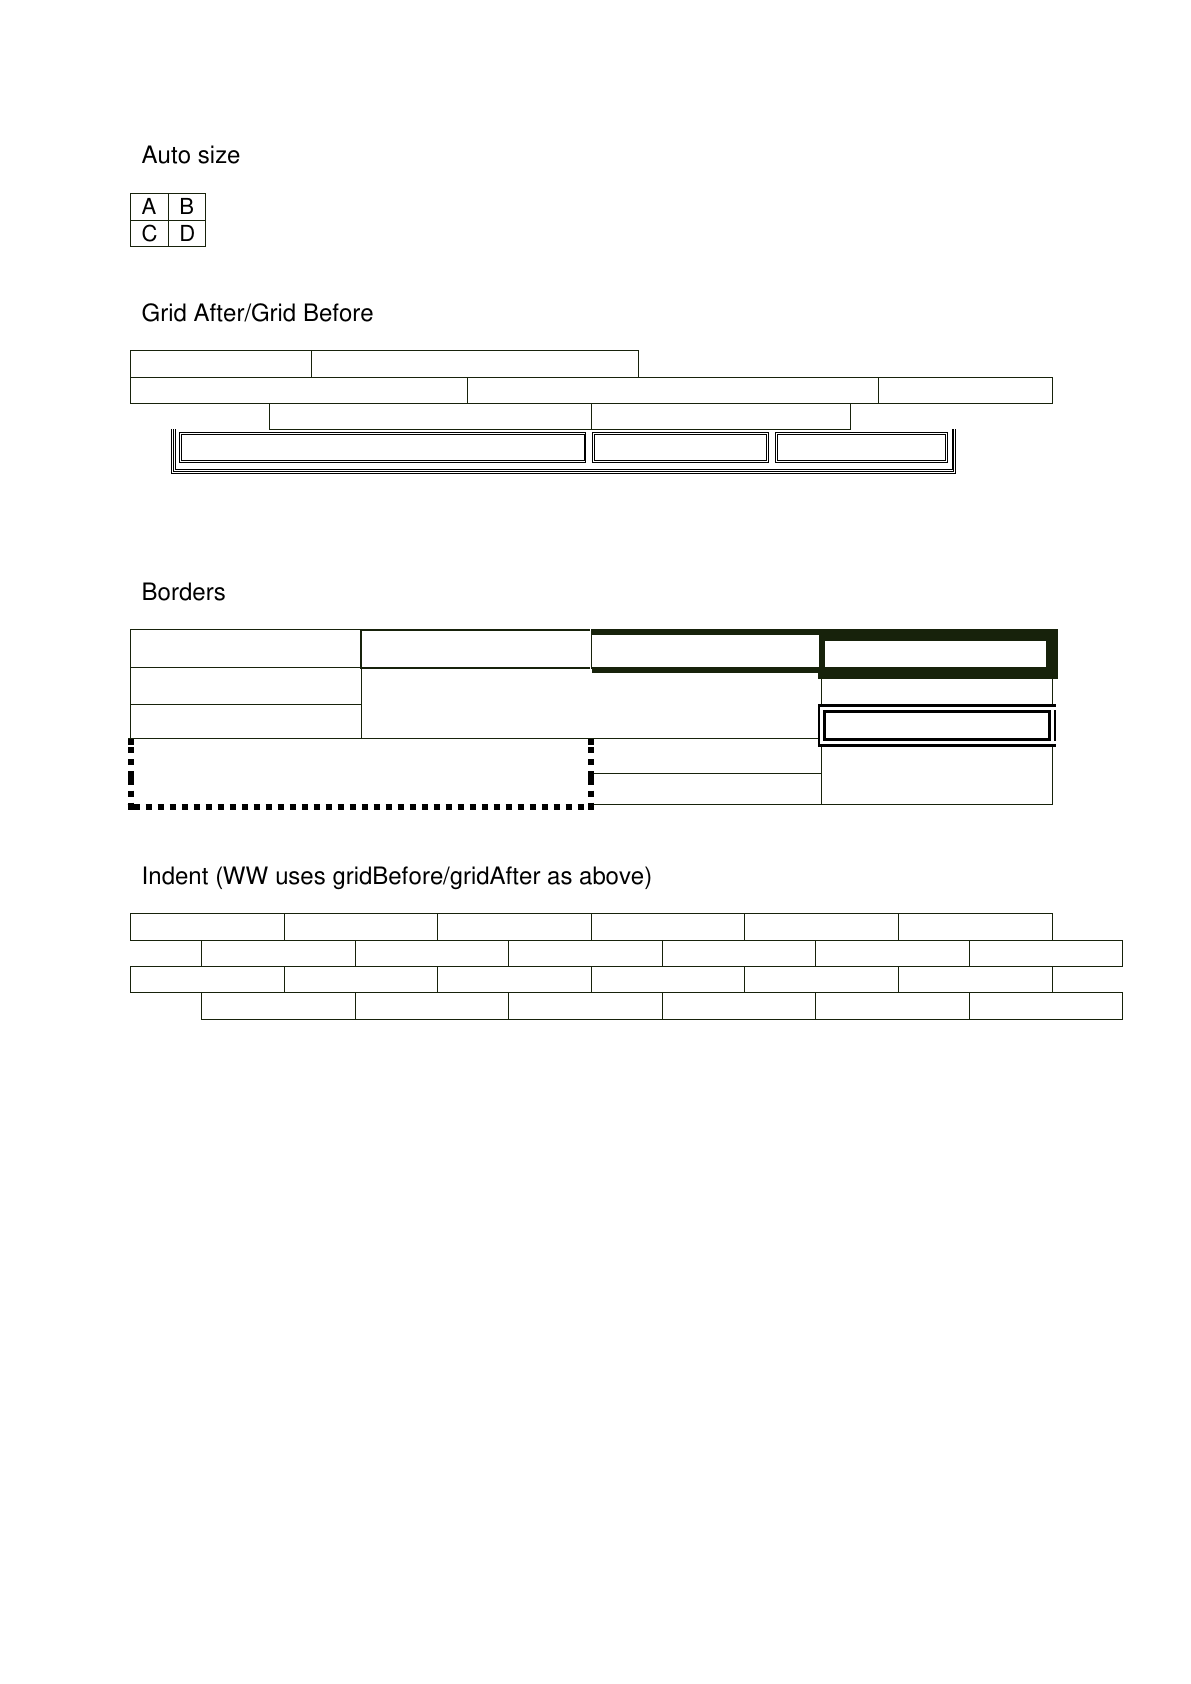 Auto size
A B
C D
Grid After/Grid Before
Borders
Indent (WW uses gridBefore/gridAfter as above)